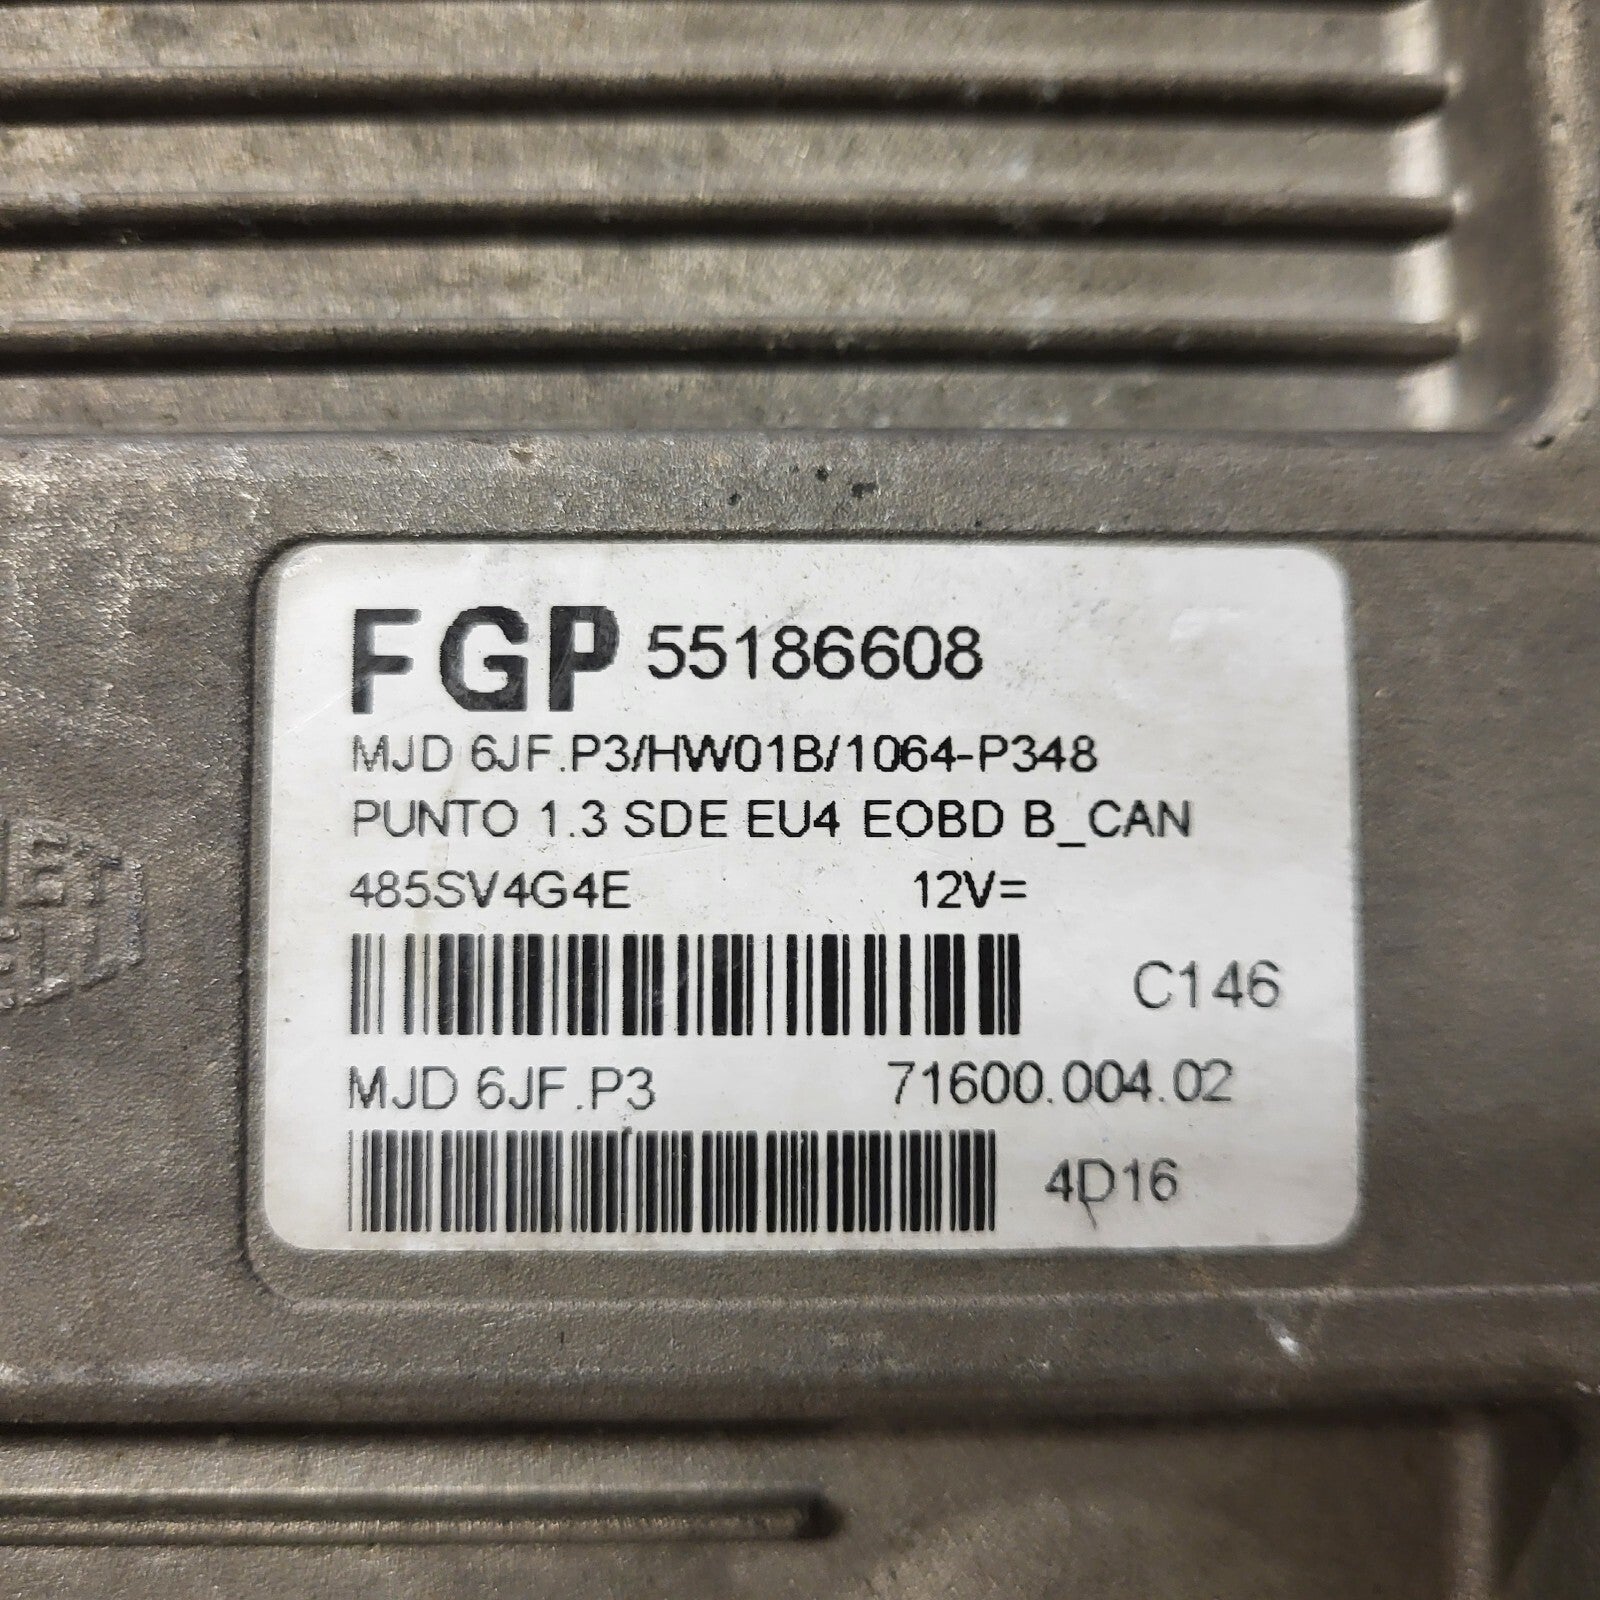 FGP 55186608
MJD 6JF.P3/HW01B/1064-P348
PUNTO 1.3 SDE EU4 EOBD B_CAN
485SV4G4E 12V=
C146
MJD 6JF.P3 71600.004.02
4D16